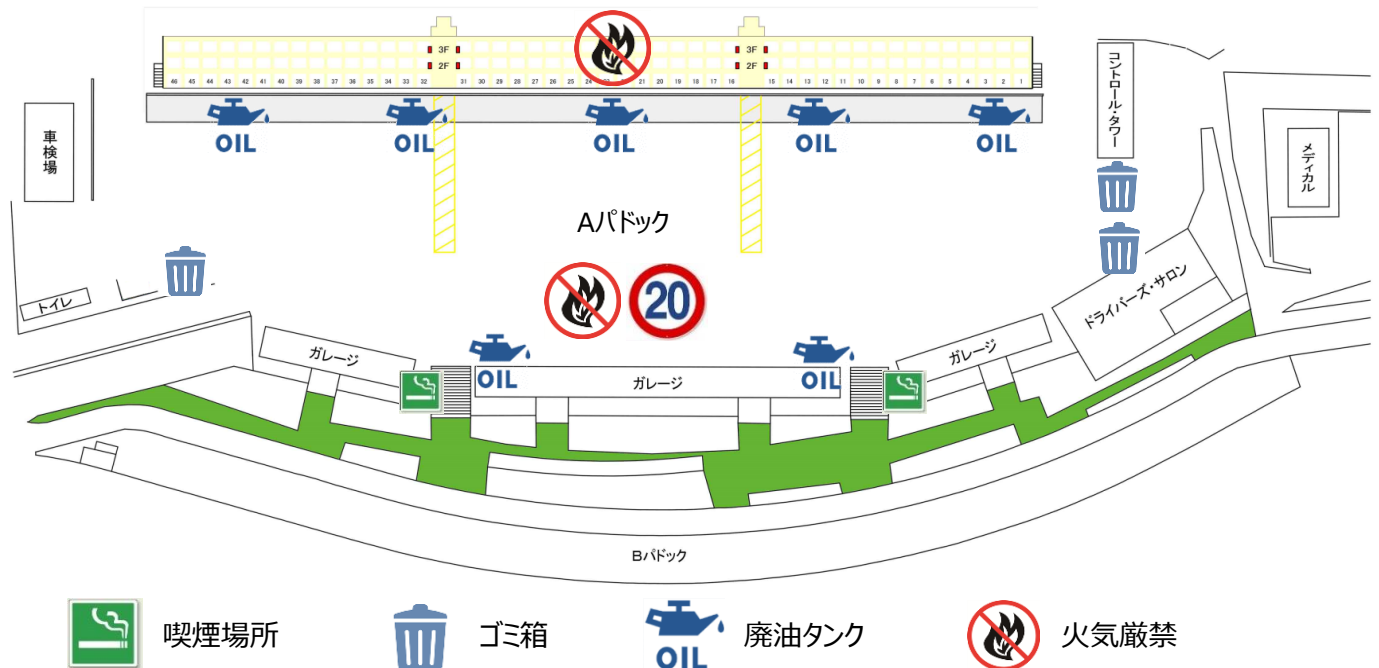 3F
3F
2F
2F
46 45 44 43 42 41 40 39 38 37 36 35 34 33 32 31 30 29 28 27 26 25 24 21 20 19 18 17 16 15 14 13 12 11 10 9 8 7 6 5 4 3 2 1
コントロール・タワー
車検場
メディカル
OIL
OIL
OIL
OIL
OIL
Aパドック
20
トイレ
ドライバーズ・サロン
ガレージ
ガレージ
ガレージ
OIL
OIL
Bパドック
喫煙場所
ゴミ箱
OIL
廃油タンク
火気厳禁